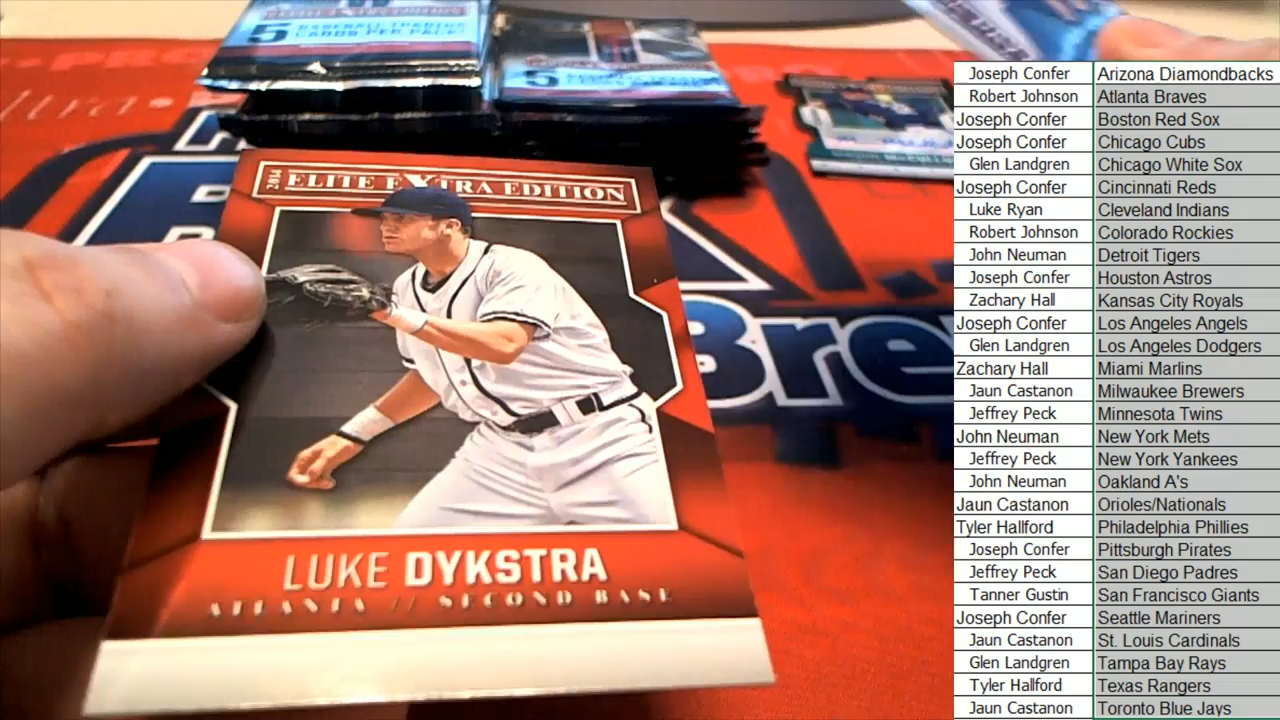 5 BASEBALL TRADING
CARDS PER PACK
5
2014 ELITE EXTRA EDITION
Bre
LUKE DYKSTRA
ATLANTA // SECOND BASE
Joseph Confer Arizona Diamondbacks
Robert Johnson Atlanta Braves
Joseph Confer Boston Red Sox
Joseph Confer Chicago Cubs
Glen Landgren Chicago White Sox
Joseph Confer Cincinnati Reds
Luke Ryan Cleveland Indians
Robert Johnson Colorado Rockies
John Neuman Detroit Tigers
Joseph Confer Houston Astros
Zachary Hall Kansas City Royals
Joseph Confer Los Angeles Angels
Glen Landgren Los Angeles Dodgers
Zachary Hall Miami Marlins
Jaun Castanon Milwaukee Brewers
Jeffrey Peck Minnesota Twins
John Neuman New York Mets
Jeffrey Peck New York Yankees
John Neuman Oakland A's
Jaun Castanon Orioles/Nationals
Tyler Hallford Philadelphia Phillies
Joseph Confer Pittsburgh Pirates
Jeffrey Peck San Diego Padres
Tanner Gustin San Francisco Giants
Joseph Confer Seattle Mariners
Jaun Castanon St. Louis Cardinals
Glen Landgren Tampa Bay Rays
Tyler Hallford Texas Rangers
Jaun Castanon Toronto Blue Jays